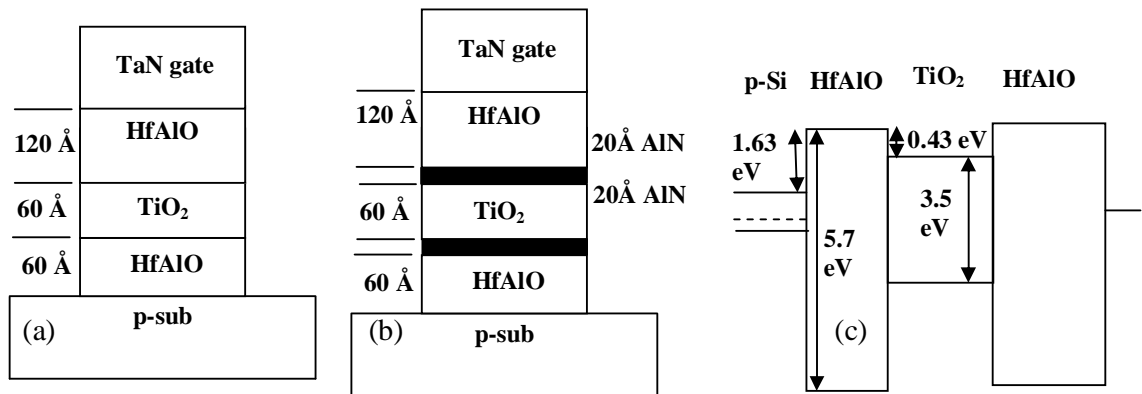 TaN gate
HfAlO
120 Å
TiO₂
60 Å
HfAlO
60 Å
p-sub
(a)
TaN gate
HfAlO
120 Å
20Å AlN
20Å AlN
TiO₂
60 Å
HfAlO
60 Å
p-sub
(b)
p-Si
HfAlO
TiO₂
HfAlO
1.63
eV
0.43 eV
3.5
eV
5.7
eV
(c)